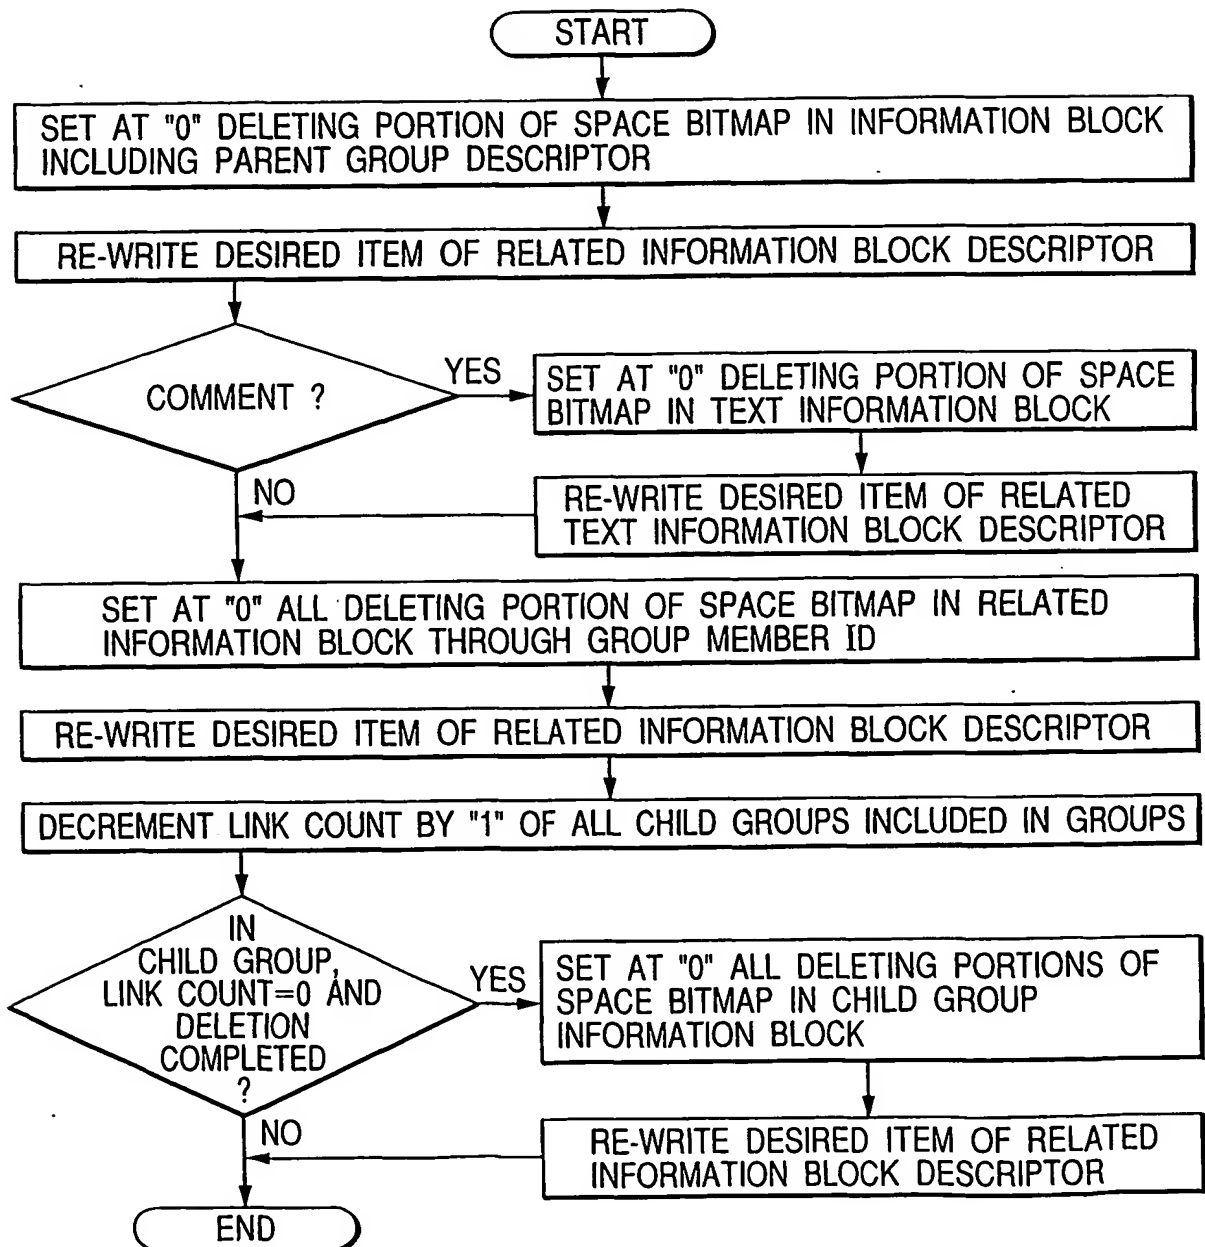 START
SET AT "0" DELETING PORTION OF SPACE BITMAP IN INFORMATION BLOCK
INCLUDING PARENT GROUP DESCRIPTOR
RE-WRITE DESIRED ITEM OF RELATED INFORMATION BLOCK DESCRIPTOR
COMMENT ?
YES
SET AT "0" DELETING PORTION OF SPACE
BITMAP IN TEXT INFORMATION BLOCK
NO
RE-WRITE DESIRED ITEM OF RELATED
TEXT INFORMATION BLOCK DESCRIPTOR
SET AT "0" ALL DELETING PORTION OF SPACE BITMAP IN RELATED
INFORMATION BLOCK THROUGH GROUP MEMBER ID
RE-WRITE DESIRED ITEM OF RELATED INFORMATION BLOCK DESCRIPTOR
DECREMENT LINK COUNT BY "1" OF ALL CHILD GROUPS INCLUDED IN GROUPS
IN
CHILD GROUP,
LINK COUNT=0 AND
DELETION
COMPLETED
?
YES
SET AT "0" ALL DELETING PORTIONS OF
SPACE BITMAP IN CHILD GROUP
INFORMATION BLOCK
NO
RE-WRITE DESIRED ITEM OF RELATED
INFORMATION BLOCK DESCRIPTOR
END